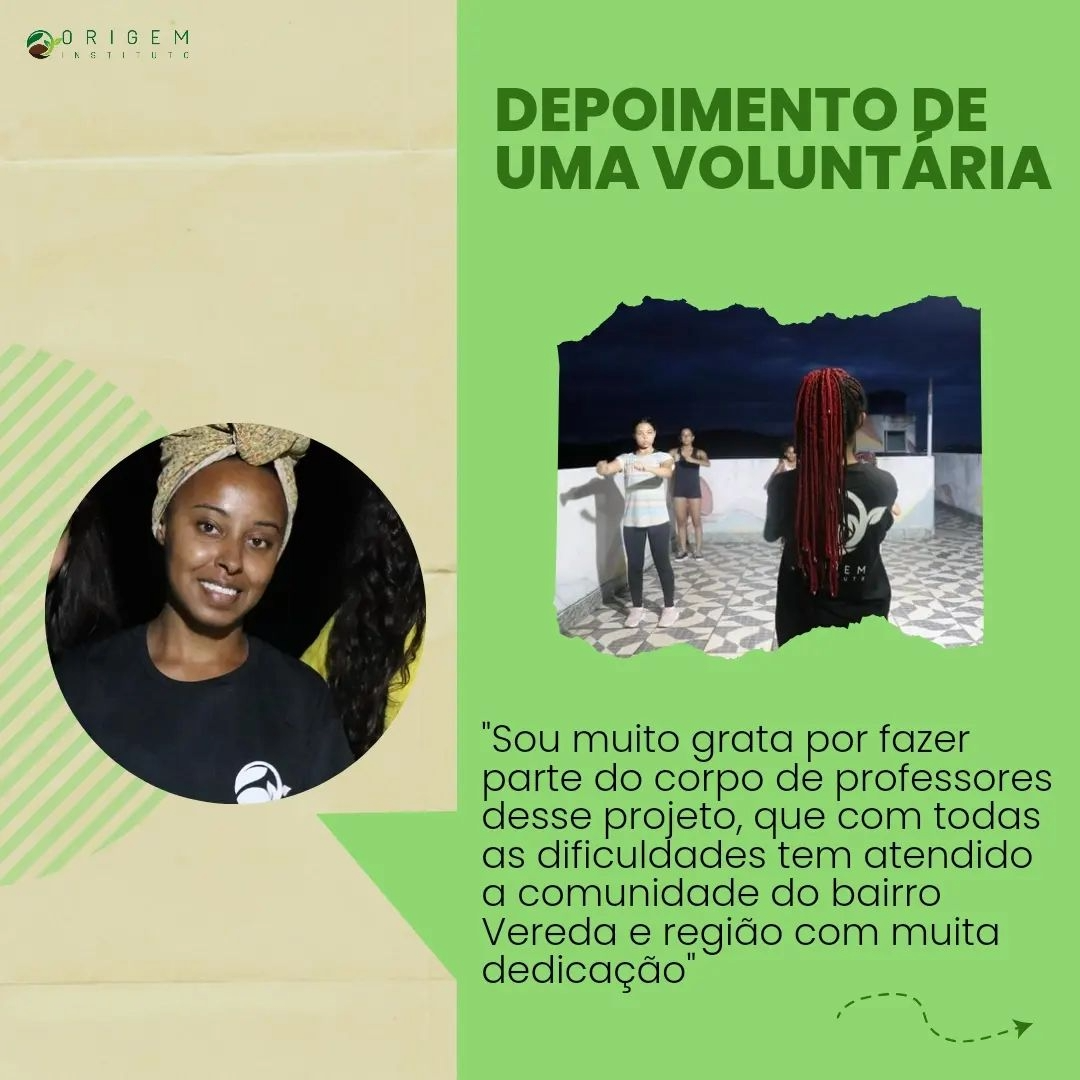 ORIGEM
INSTITUTO
DEPOIMENTO DE
UMA VOLUNTÁRIA
"Sou muito grata por fazer
parte do corpo de professores
desse projeto, que com todas
as dificuldades tem atendido
a comunidade do bairro
Vereda e região com muita
dedicação"